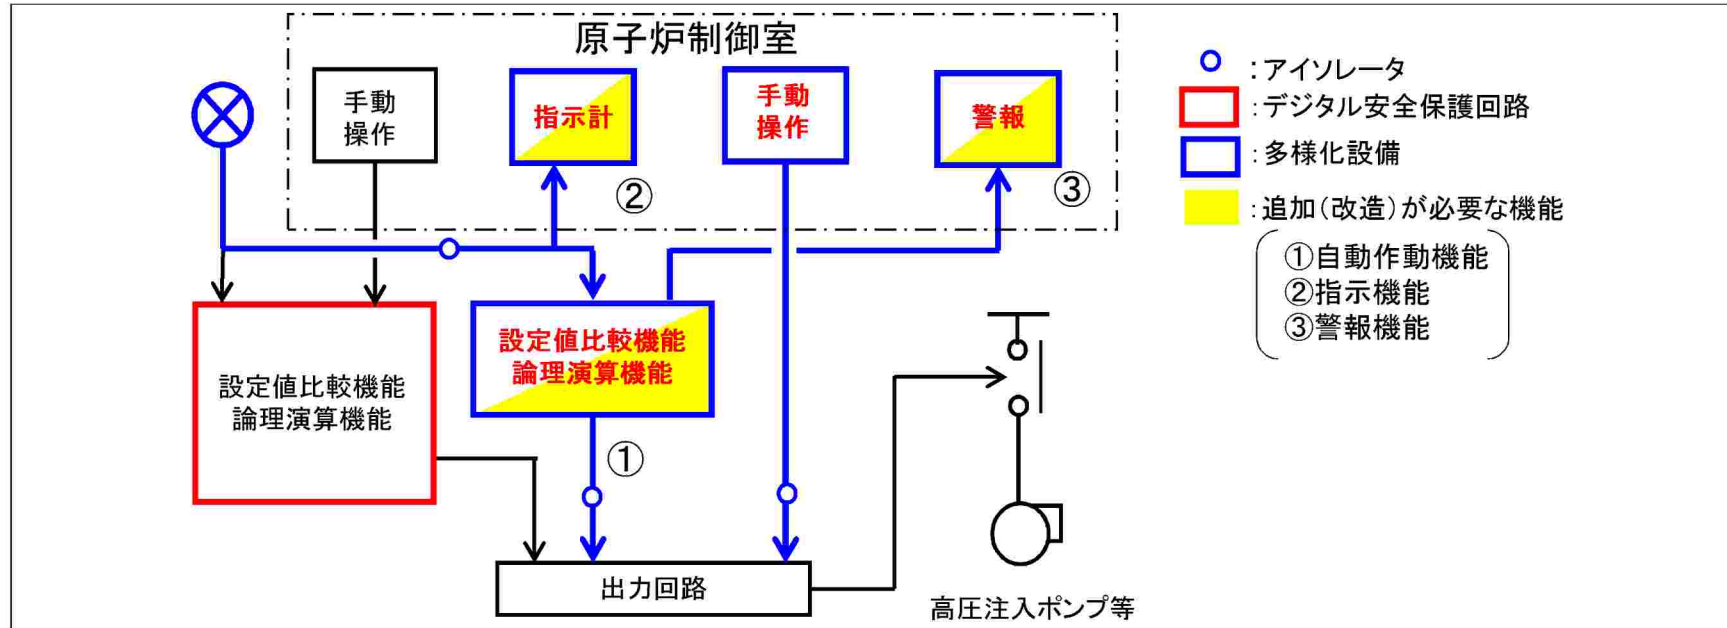 原子炉制御室
手動
操作
指示計
手動
操作
警報
②
③
設定値比較機能
論理演算機能
設定値比較機能
論理演算機能
①
出力回路
高圧注入ポンプ等
:アイソレータ
:デジタル安全保護回路
:多様化設備
:追加(改造)が必要な機能
①自動作動機能
②指示機能
③警報機能